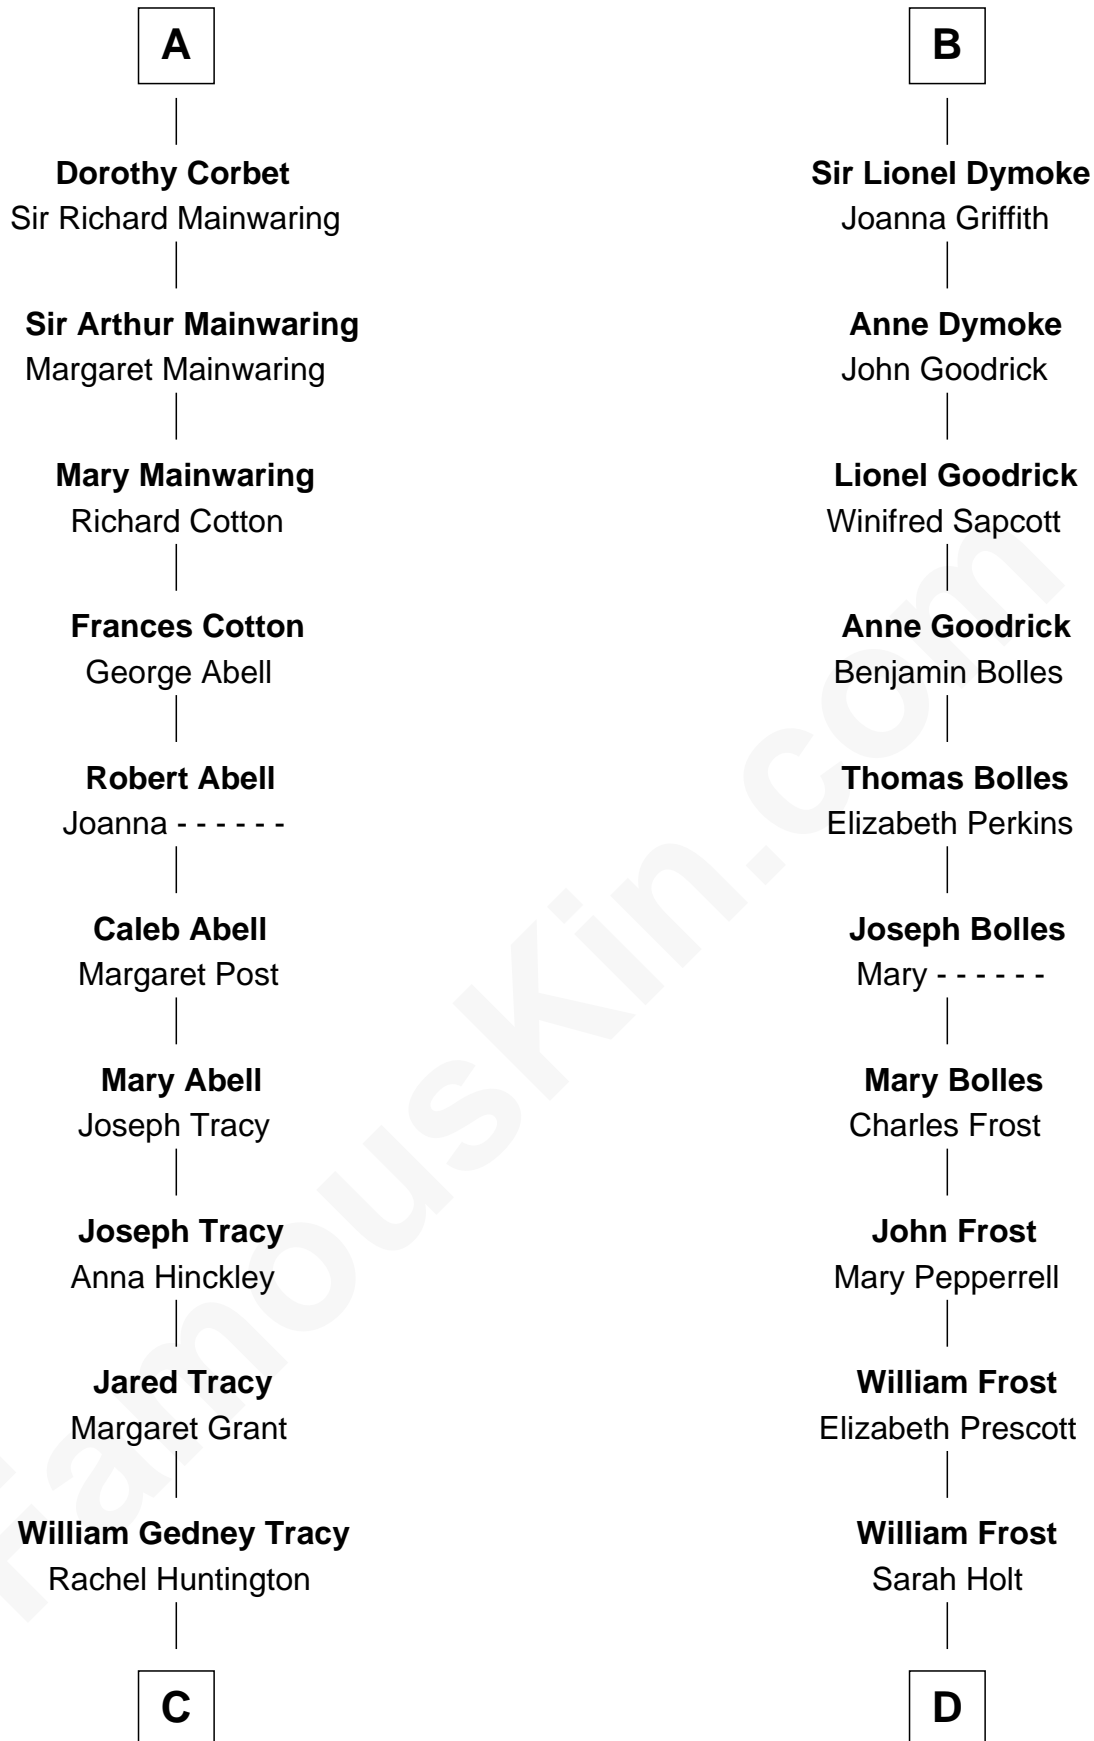 A
Dorothy Corbet
Sir Richard Mainwaring
Sir Arthur Mainwaring
Margaret Mainwaring
Mary Mainwaring
Richard Cotton
Frances Cotton
George Abell
Robert Abell
Joanna - - - - - -
Caleb Abell
Margaret Post
Mary Abell
Joseph Tracy
Joseph Tracy
Anna Hinckley
Jared Tracy
Margaret Grant
William Gedney Tracy
Rachel Huntington
C
B
Sir Lionel Dymoke
Joanna Griffith
Anne Dymoke
John Goodrick
Lionel Goodrick
Winifred Sapcott
Anne Goodrick
Benjamin Bolles
Thomas Bolles
Elizabeth Perkins
Joseph Bolles
Mary - - - - - -
Mary Bolles
Charles Frost
John Frost
Mary Pepperrell
William Frost
Elizabeth Prescott
William Frost
Sarah Holt
D
FamousKin.com